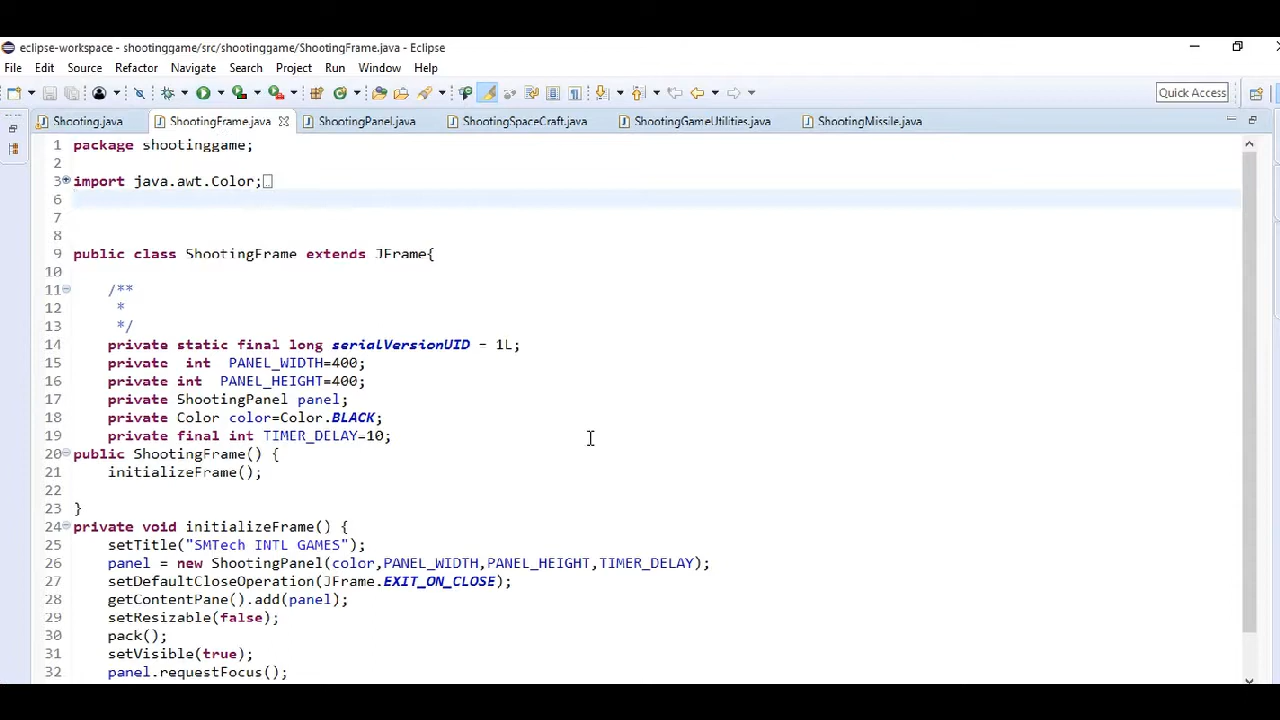 eclipse-workspace - shootinggame/src/shootinggame/ShootingFrame.java - Eclipse
File Edit Source Refactor Navigate Search Project Run Window Help
Quick Access
Shooting.java ShootingFrame.java ShootingPanel.java ShootingSpaceCraft.java ShootingGameUtilities.java ShootingMissile.java
1 package shootinggame;
2
3 import java.awt.Color;
6
7
8
9 public class ShootingFrame extends JFrame{
10
11 /**
12 *
13 */
14 private static final long serialVersionUID = 1L;
15 private int PANEL_WIDTH=400;
16 private int PANEL_HEIGHT=400;
17 private ShootingPanel panel;
18 private Color color=Color.BLACK;
19 private final int TIMER_DELAY=10;
20 public ShootingFrame() {
21 initializeFrame();
22
23 }
24 private void initializeFrame() {
25 setTitle("SMTech INTL GAMES");
26 panel = new ShootingPanel(color,PANEL_WIDTH,PANEL_HEIGHT,TIMER_DELAY);
27 setDefaultCloseOperation(JFrame.EXIT_ON_CLOSE);
28 getContentPane().add(panel);
29 setResizable(false);
30 pack();
31 setVisible(true);
32 panel.requestFocus();